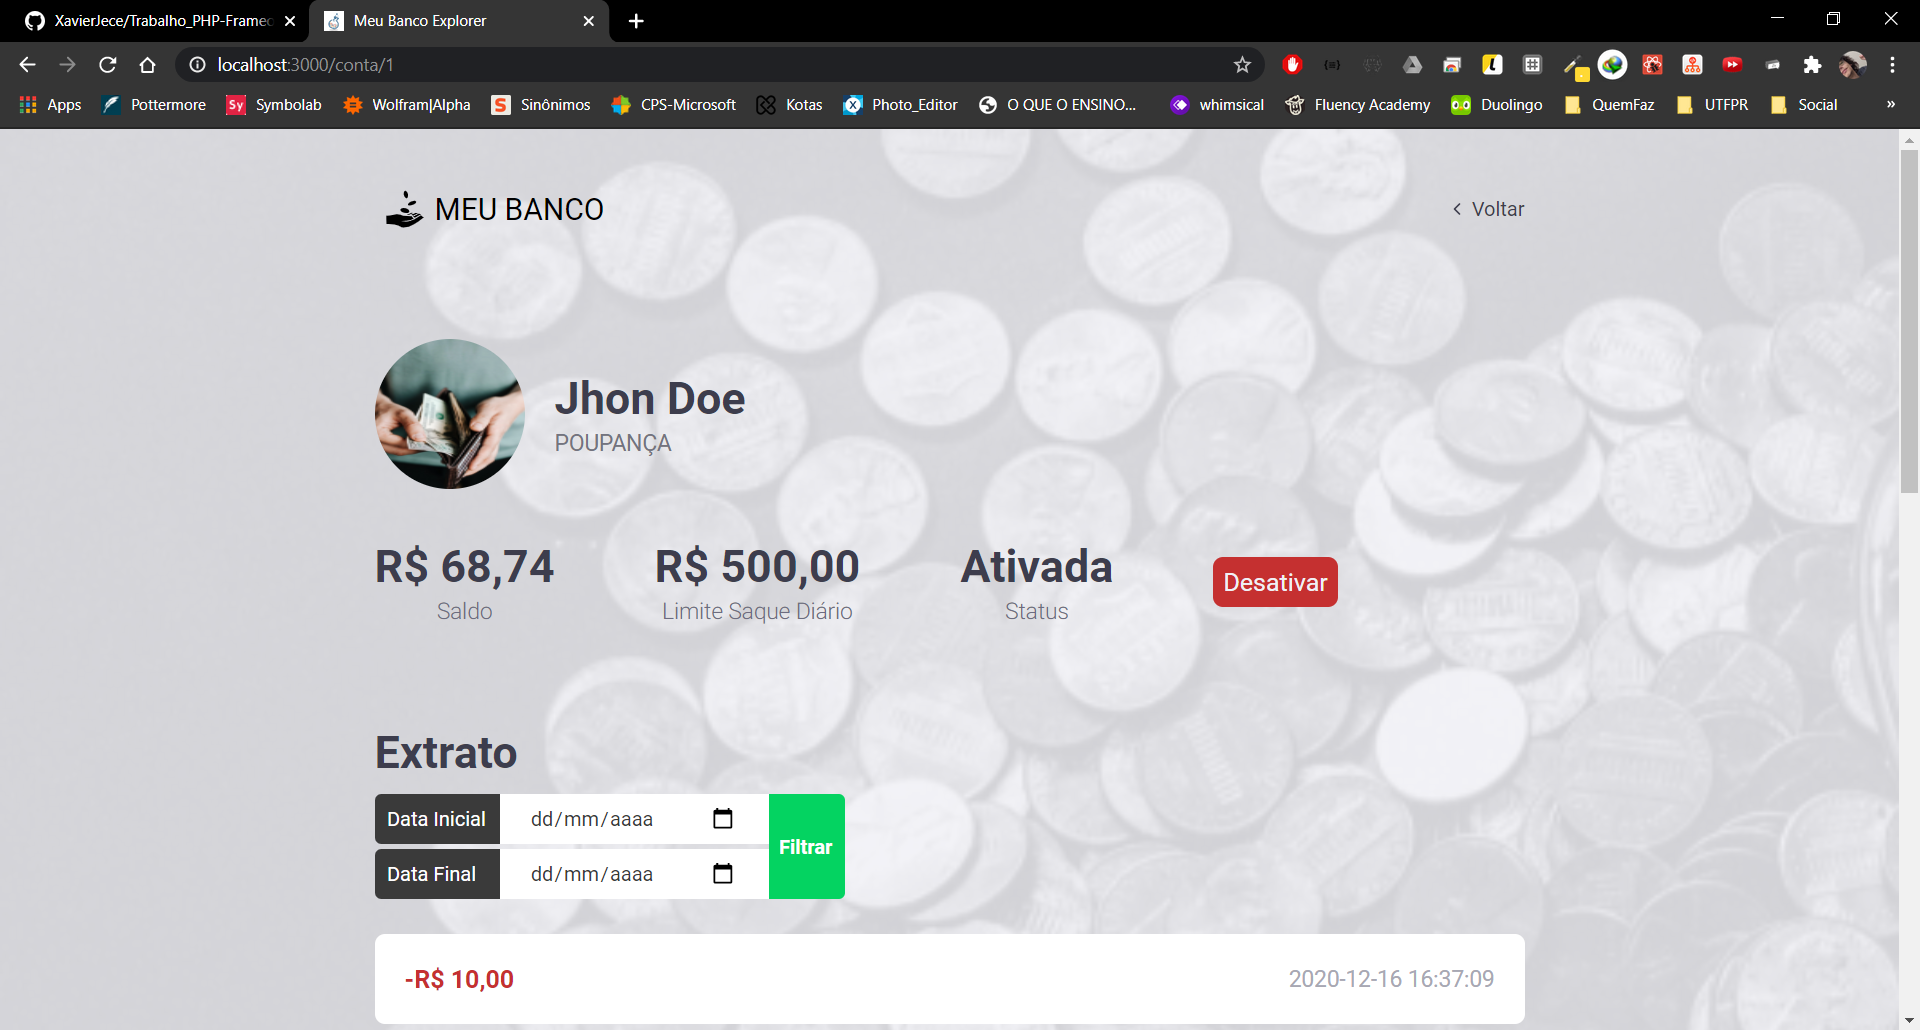 XavierJece/Trabalho_PHP-Framec
Meu Banco Explorer
localhost:3000/conta/1
Apps
Pottermore
Sy Symbolab
Wolfram|Alpha
S Sinônimos
CPS-Microsoft
Kotas
Photo_Editor
O QUE O ENSINO...
whimsical
Fluency Academy
Duolingo
QuemFaz
UTFPR
Social
»
MEU BANCO
Voltar
Jhon Doe
POUPANÇA
R$ 68,74
Saldo
R$ 500,00
Limite Saque Diário
Ativada
Status
Desativar
Extrato
Data Inicial
dd/mm/aaaa
Filtrar
Data Final
dd/mm/aaaa
-R$ 10,00
2020-12-16 16:37:09